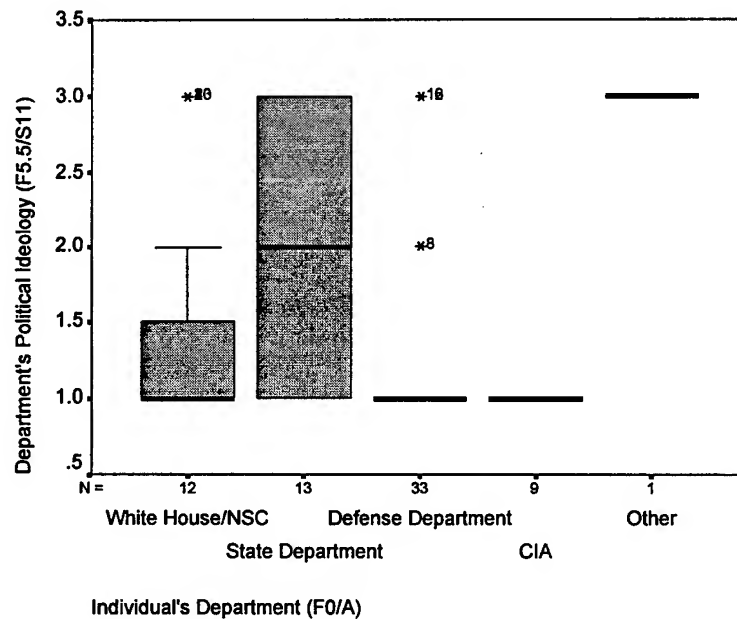 Department's Political Ideology (F5.5/S11)
3.5
3.0
2.5
2.0
1.5
1.0
.5
8
N = 12 13 33 9 1
White House/NSC Defense Department Other
State Department CIA
Individual's Department (F0/A)